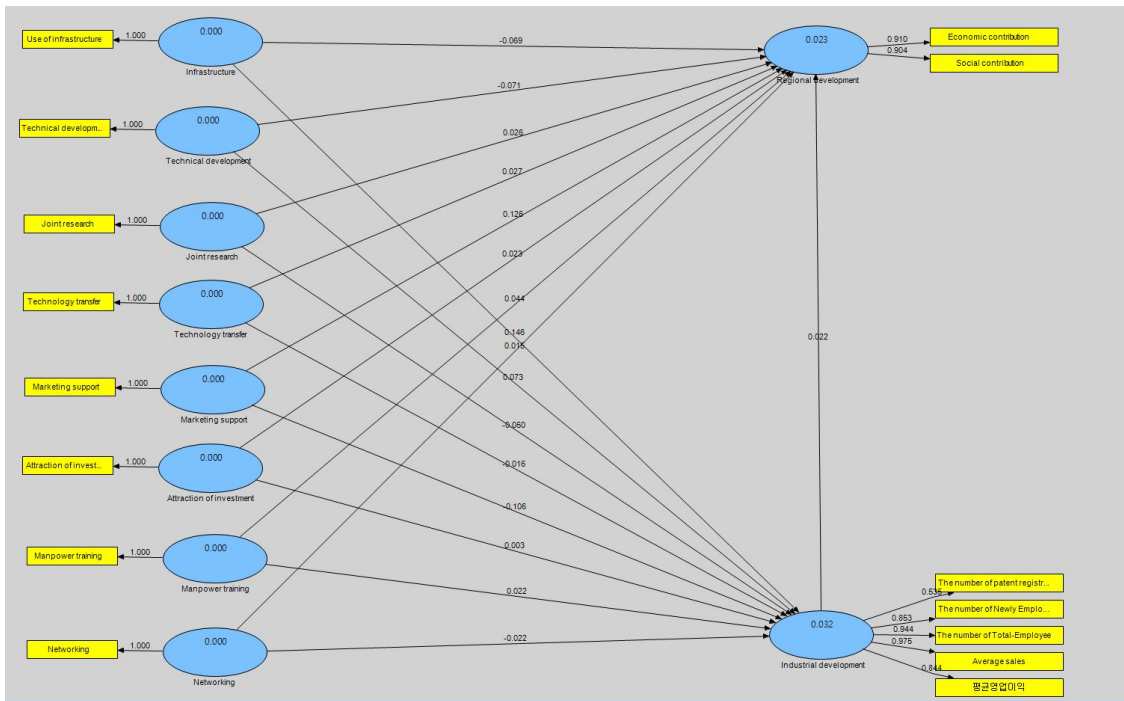 Use of infrastructure
1.000
0.000
Infrastructure
-0.069
0.023
Regional development
0.910
Economic contribution
0.904
Social contribution
Technical developm...
1.000
0.000
Technical development
-0.071
Joint research
1.000
0.000
Joint research
0.026
Technology transfer
1.000
0.000
Technology transfer
0.027
Marketing support
1.000
0.000
Marketing support
0.126
Attraction of invest...
1.000
0.000
Attraction of investment
0.023
Manpower training
1.000
0.000
Manpower training
0.044
Networking
1.000
0.000
Networking
0.146
0.015
0.073
-0.060
-0.016
-0.106
0.003
0.022
-0.022
0.022
0.032
Industrial development
0.535
The number of patent registr...
0.853
The number of Newly Emplo...
0.944
The number of Total-Employee
0.975
Average sales
0.844
평균영업이익